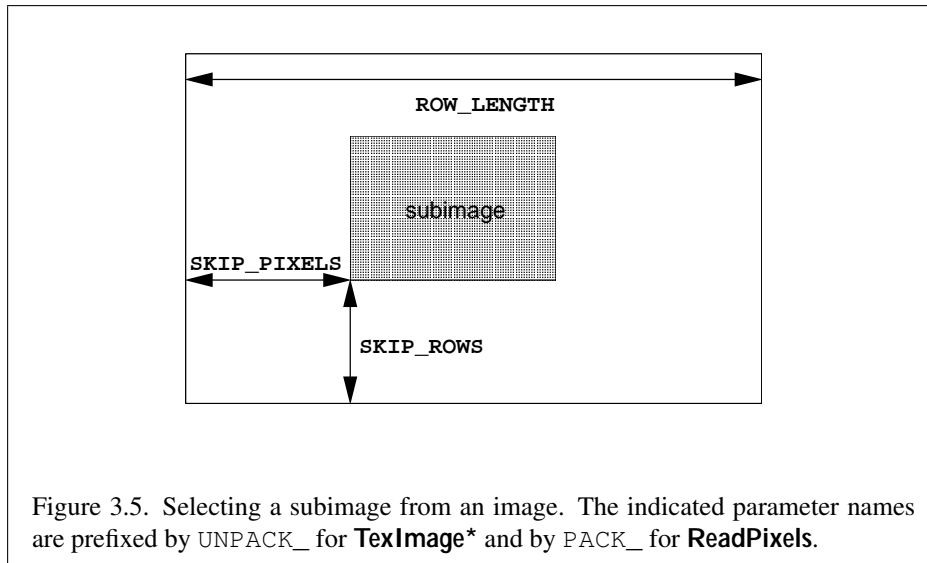 ROW_LENGTH
subimage
SKIP_PIXELS
SKIP_ROWS
Figure 3.5. Selecting a subimage from an image. The indicated parameter names
are prefixed by UNPACK_ for TexImage* and by PACK_ for ReadPixels.